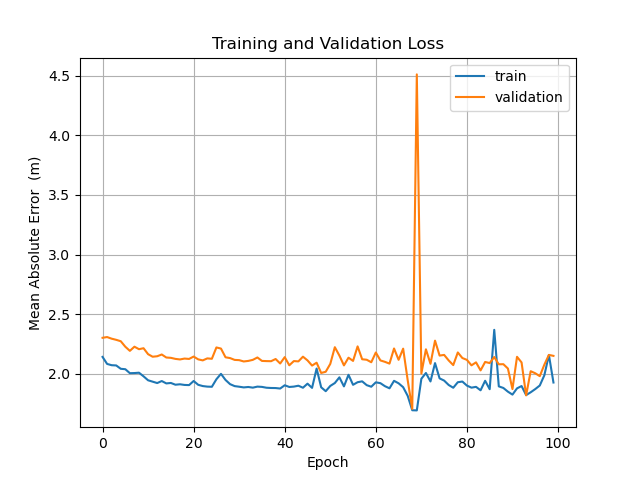 Training and Validation Loss
train
validation
4.5
4.0
3.5
3.0
2.5
2.0
Mean Absolute Error (m)
0 20 40 60 80 100
Epoch